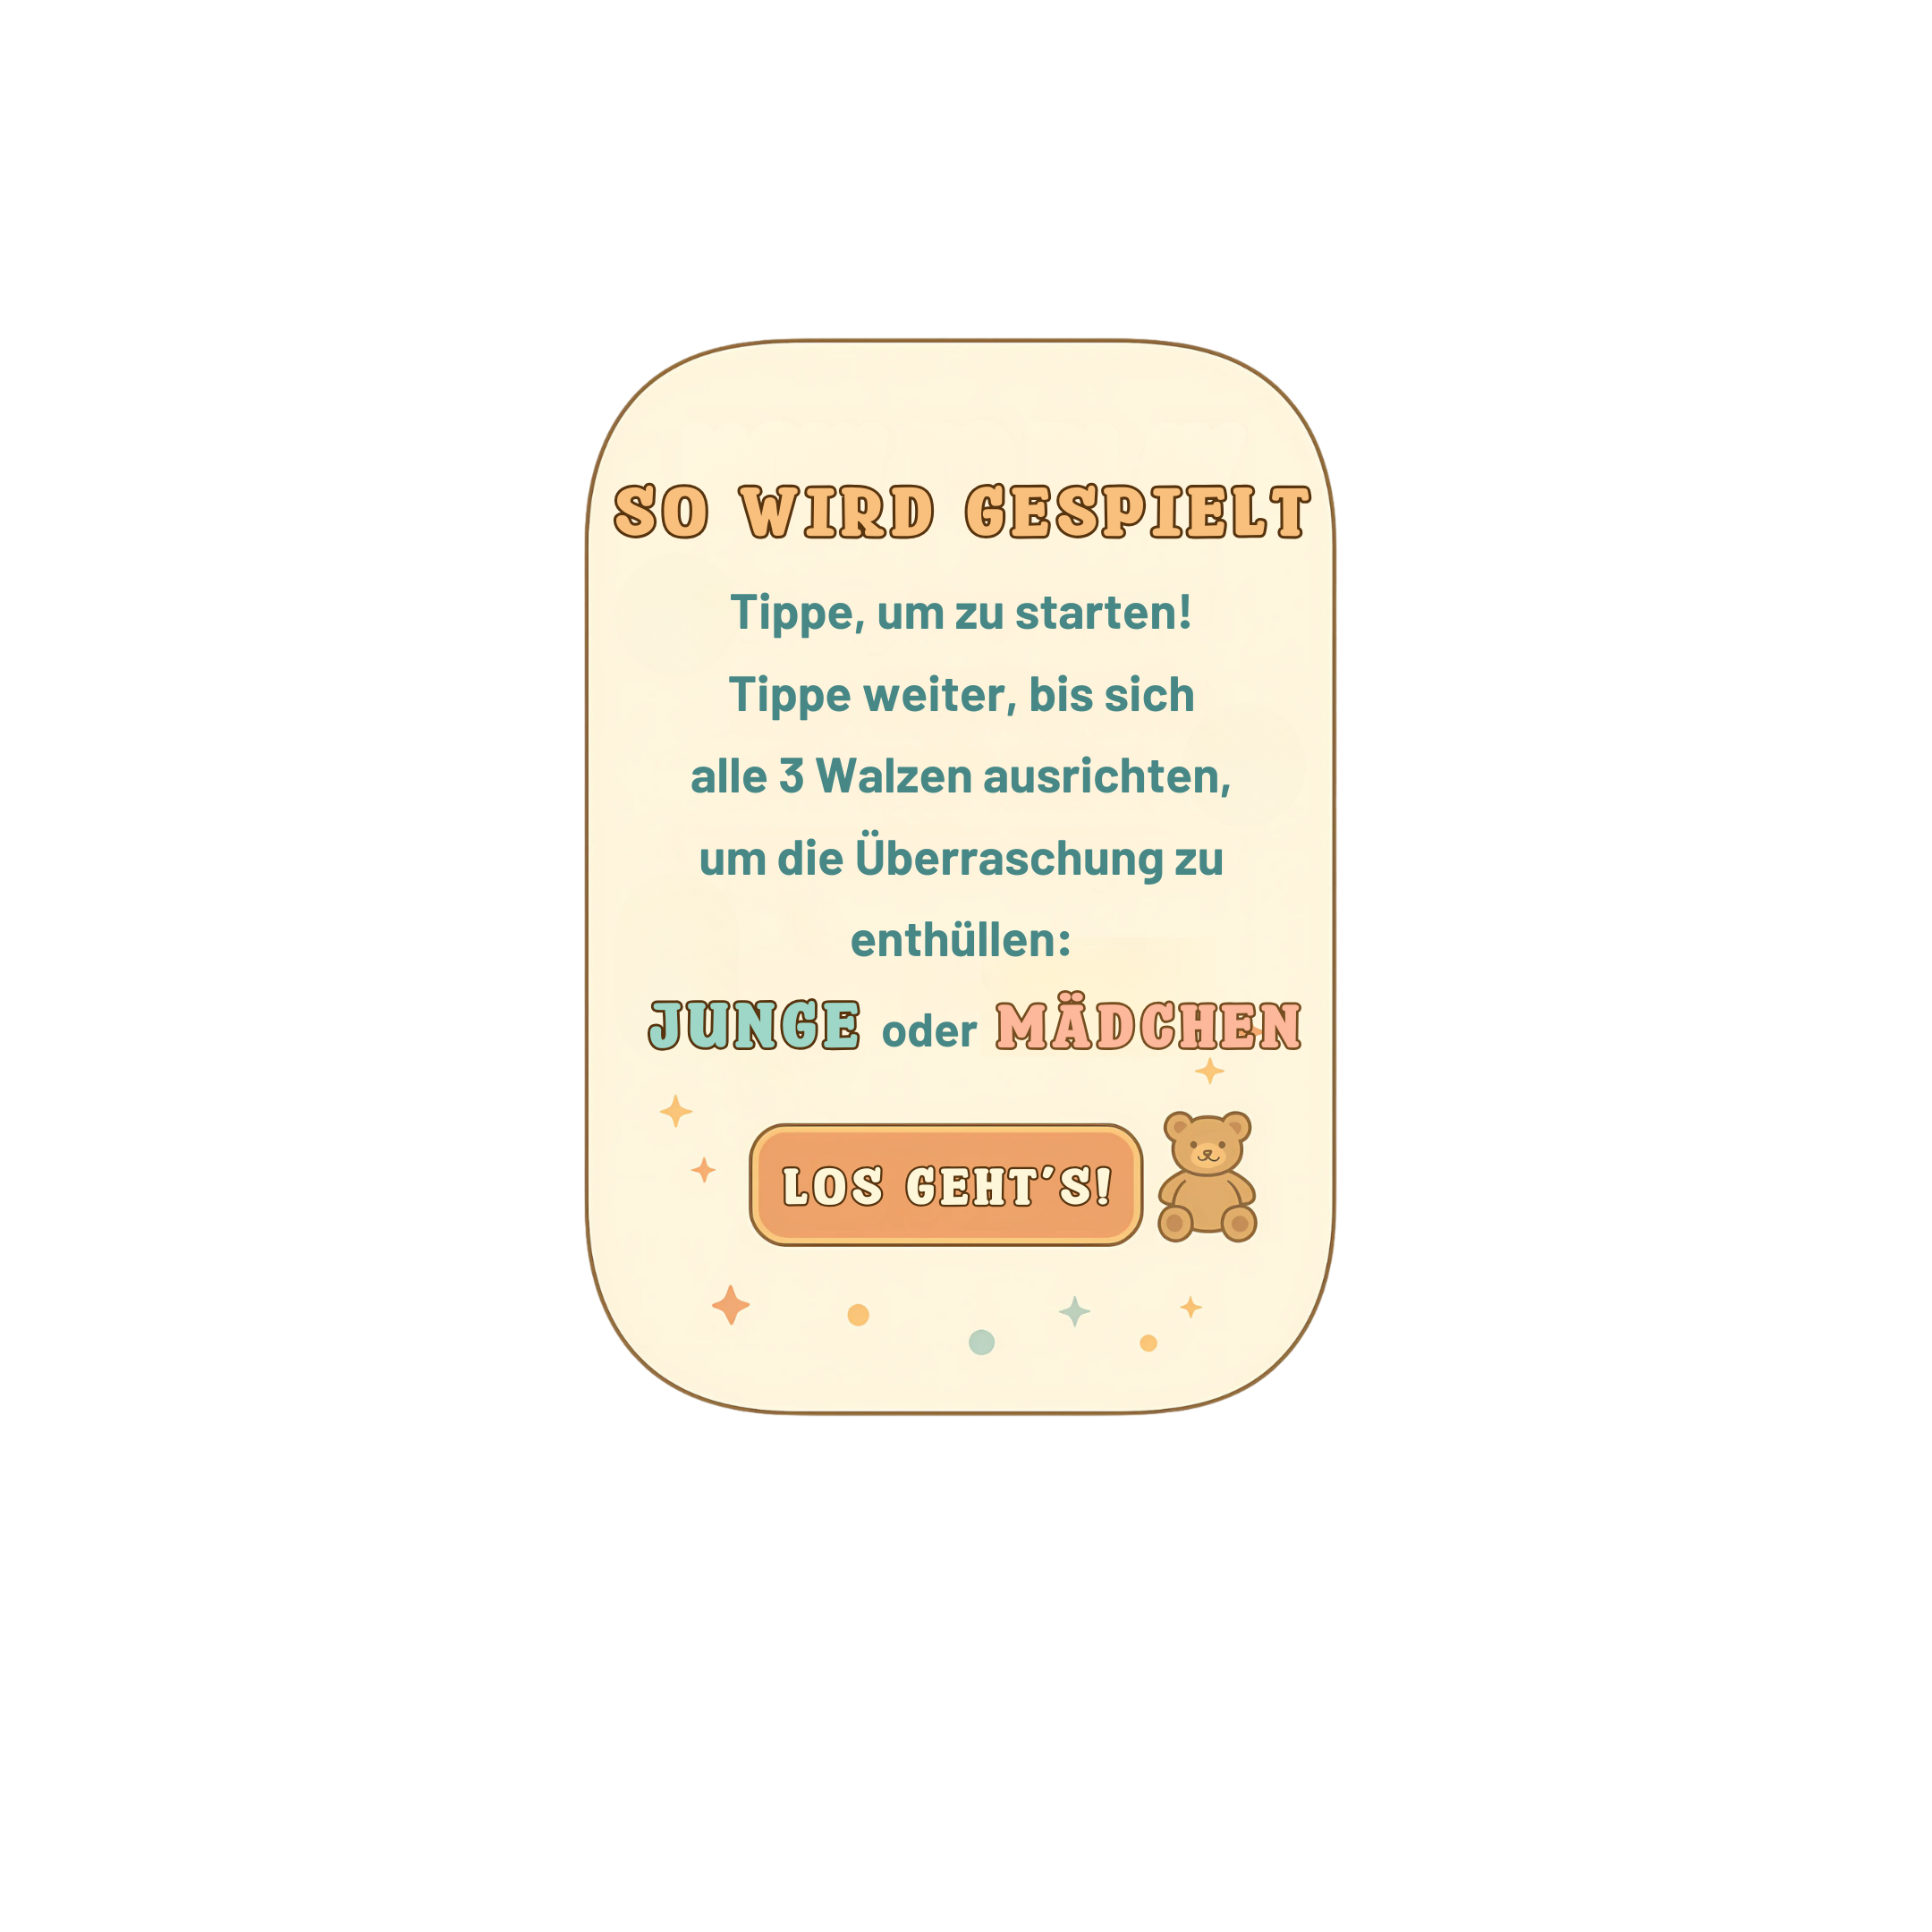 SO WIRD GESPIELT
Tippe, um zu starten!
Tippe weiter, bis sich
alle 3 Walzen ausrichten,
um die Überraschung zu
enthüllen:
JUNGE oder MÄDCHEN
LOS GEHT'S!